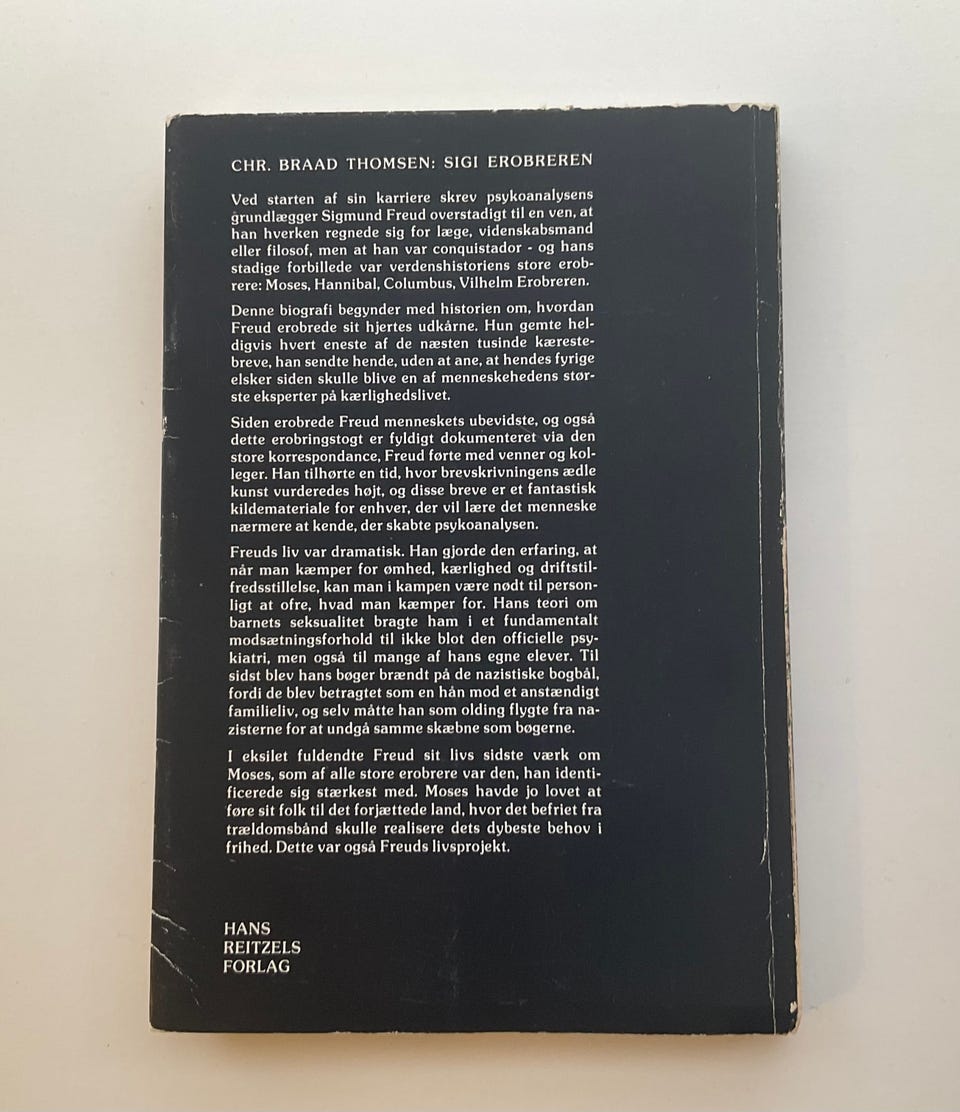 CHR. BRAAD THOMSEN: SIGI EROBREREN
Ved starten af sin karriere skrev psykoanalysens
grundlægger Sigmund Freud overstadigt til en ven, at
han hverken regnede sig for læge, videnskabsmand
eller filosof, men at han var conquistador - og hans
stadige forbillede var verdenshistoriens store erob-
rere: Moses, Hannibal, Columbus, Vilhelm Erobreren.
Denne biografi begynder med historien om, hvordan
Freud erobrede sit hjertes udkårne. Hun gemte hel-
digvis hvert eneste af de næsten tusinde kæreste-
breve, han sendte hende, uden at ane, at hendes fyrige
elsker siden skulle blive en af menneskehedens stør-
ste eksperter på kærlighedslivet.
Siden erobrede Freud menneskets ubevidste, og også
dette erobringstogt er fyldigt dokumenteret via den
store korrespondance, Freud førte med venner og kol-
leger. Han tilhørte en tid, hvor brevskrivningens ædle
kunst vurderedes højt, og disse breve er et fantastisk
kildemateriale for enhver, der vil lære det menneske
nærmere at kende, der skabte psykoanalysen.
Freuds liv var dramatisk. Han gjorde den erfaring, at
når man kæmper for ømhed, kærlighed og driftstil-
fredsstillelse, kan man i kampen være nødt til person-
ligt at ofre, hvad man kæmper for. Hans teori om
barnets seksualitet bragte ham i et fundamentalt
modsætningsforhold til ikke blot den officielle psy-
kiatri, men også til mange af hans egne elever. Til
sidst blev hans bøger brændt på de nazistiske bogbål,
fordi de blev betragtet som en hån mod et anstændigt
familieliv, og selv måtte han som olding flygte fra na-
zisterne for at undgå samme skæbne som bøgerne.
I eksilet fuldendte Freud sit livs sidste værk om
Moses, som af alle store erobrere var den, han identi-
ficerede sig stærkest med. Moses havde jo lovet at
føre sit folk til det forjættede land, hvor det befriet fra
trældomsbånd skulle realisere dets dybeste behov i
frihed. Dette var også Freuds livsprojekt.
HANS
REITZELS
FORLAG